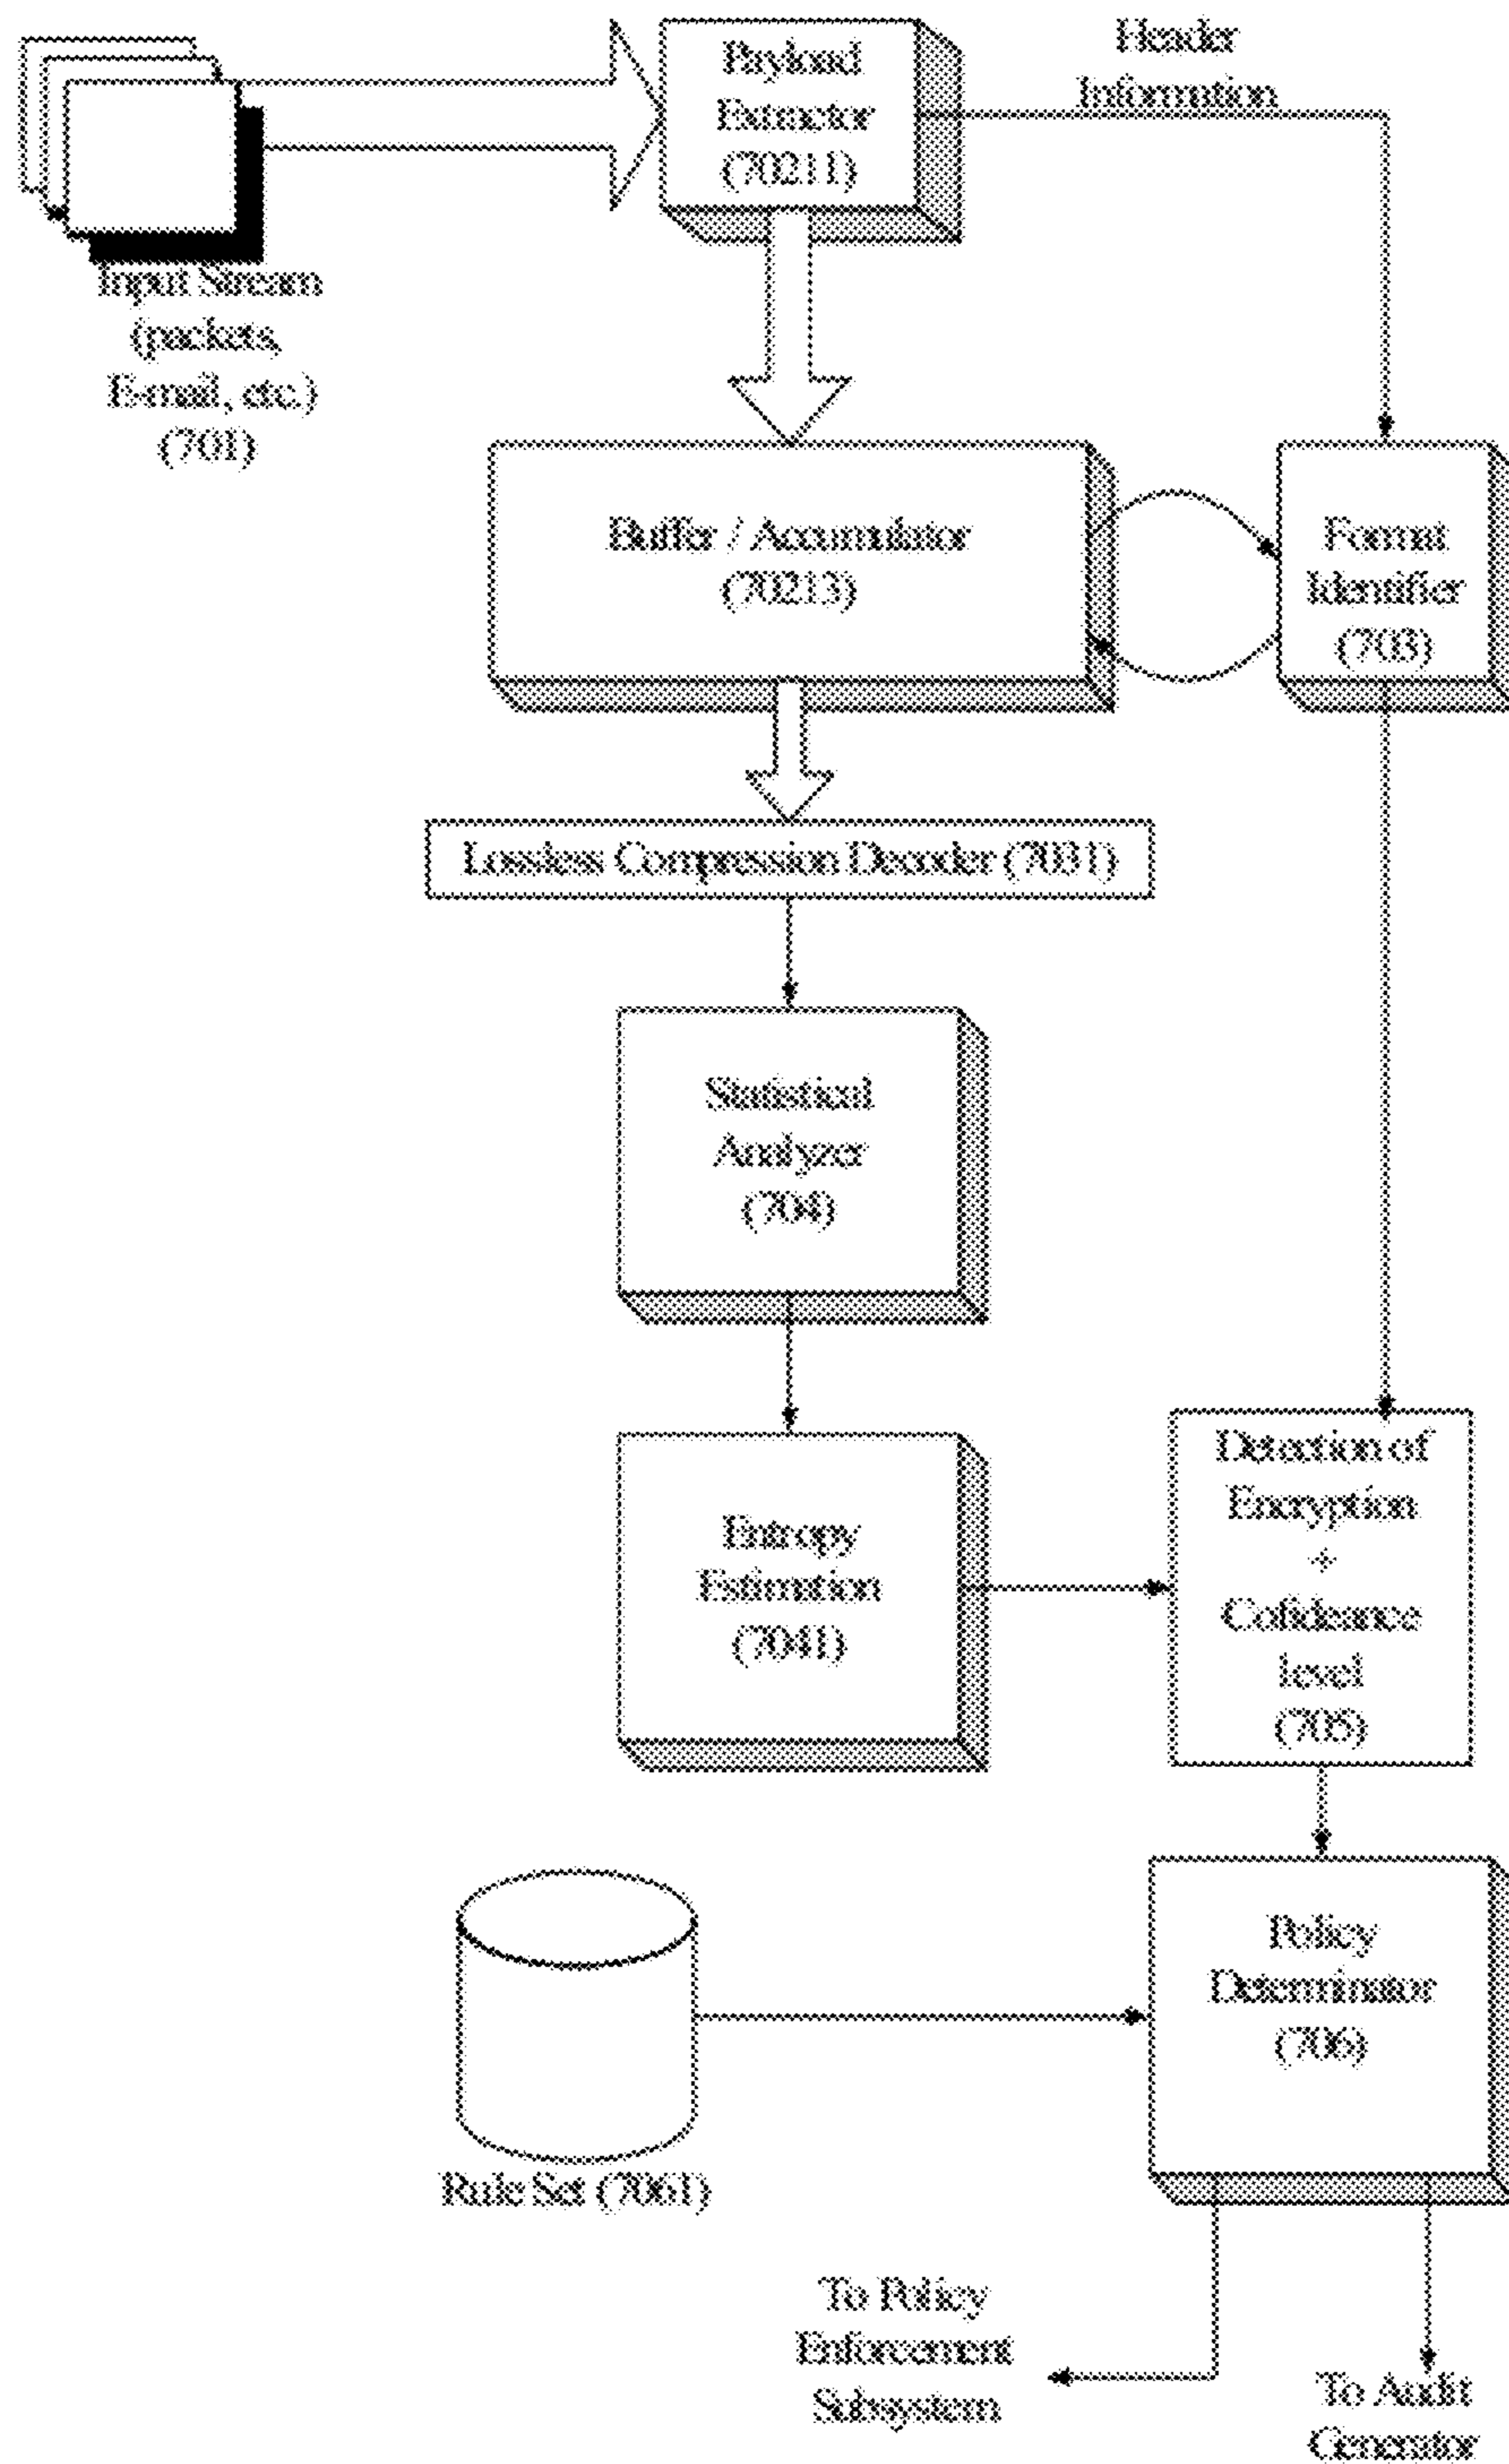 Payload
Extractor
(70211)
Header
Information
Input Stream
(packets,
E-mail, etc.)
(701)
Buffer / Accumulator
(70213)
Format
Identifier
(703)
Lossless Compression Decoder (7031)
Statistical
Analyzer
(704)
Entropy
Estimation
(7041)
Detection of
Encryption
+
Cofideance
level
(705)
Policy
Determinator
(706)
Rule Set (7061)
To Policy
Enforcement
Subsystem
To Audit
Generator